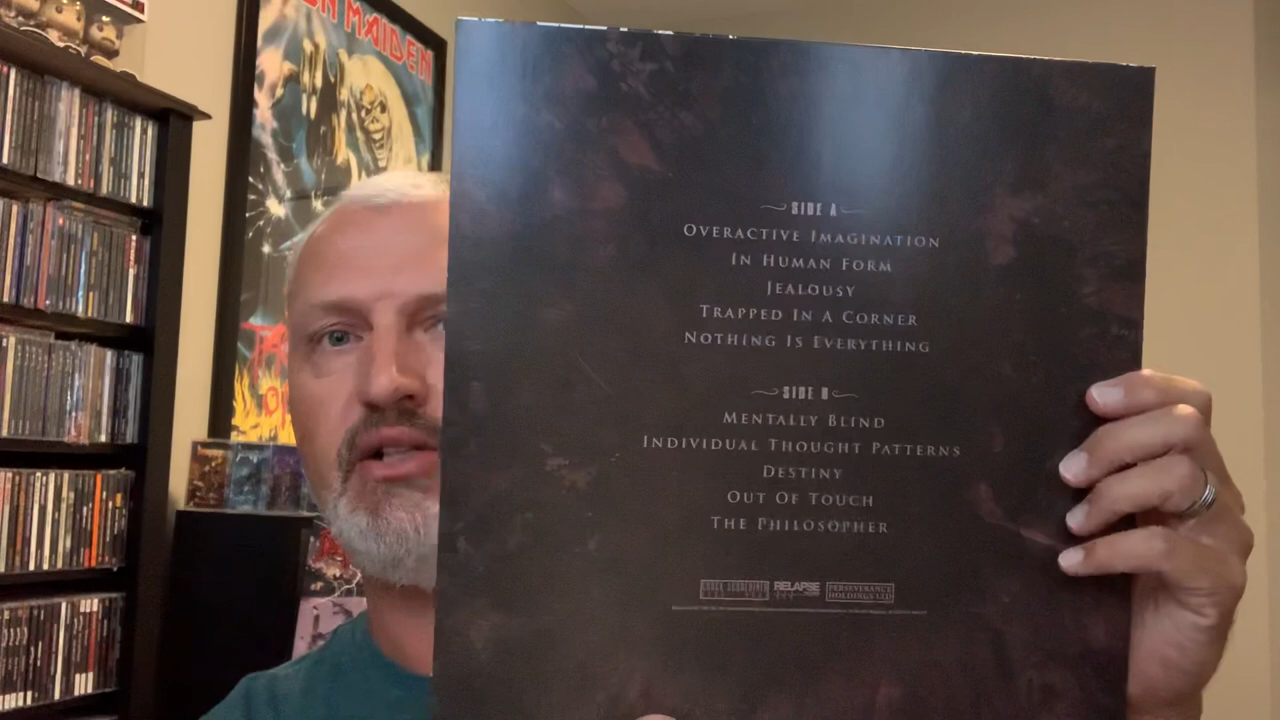 IRON MAIDEN
SIDE A
OVERACTIVE IMAGINATION
IN HUMAN FORM
JEALOUSY
TRAPPED IN A CORNER
NOTHING IS EVERYTHING
SIDE B
MENTALLY BLIND
INDIVIDUAL THOUGHT PATTERNS
DESTINY
OUT OF TOUCH
THE PHILOSOPHER
RELAPSE
PERSEVERANCE
HOLDINGS LTD